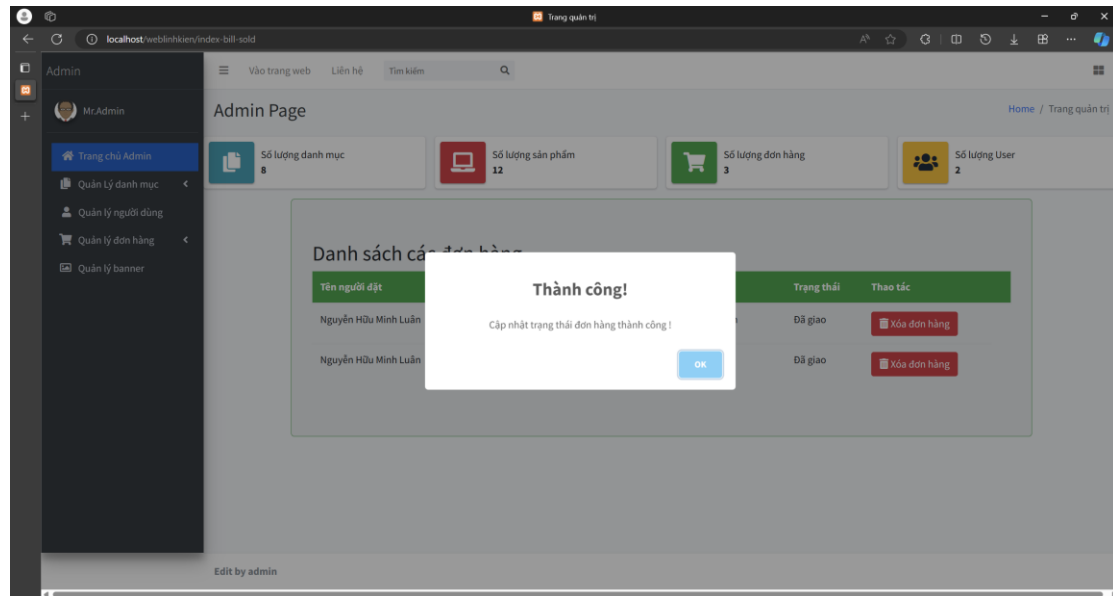 Trang quản trị
localhost/weblinhkien/index-bill-sold
Admin
Vào trang web Liên hệ Tìm kiếm
Mr.Admin
Admin Page
Home / Trang quản trị
Trang chủ Admin
Quản Lý danh mục
Quản lý người dùng
Quản lý đơn hàng
Quản lý banner
Số lượng danh mục
8
Số lượng sản phẩm
12
Số lượng đơn hàng
3
Số lượng User
2
Danh sách
Tên người đặt Trạng thái Thao tác
Nguyễn Hữu Minh Luân Đã giao Xóa đơn hàng
Nguyễn Hữu Minh Luân Đã giao Xóa đơn hàng
Thành công!
Cập nhật trạng thái đơn hàng thành công !
OK
Edit by admin